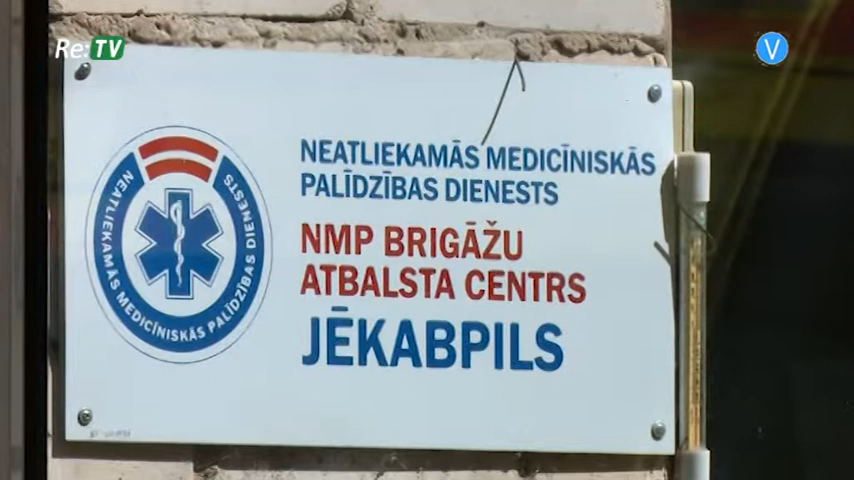 Re:TV
V
NEATLIEKAMĀS MEDICĪNISKĀS
PALĪDZĪBAS DIENESTS
NMP BRIGĀŽU
ATBALSTA CENTRS
JĒKABPILS
NEATLIEKAMĀS MEDICĪNISKĀS PALĪDZĪBAS DIENESTS